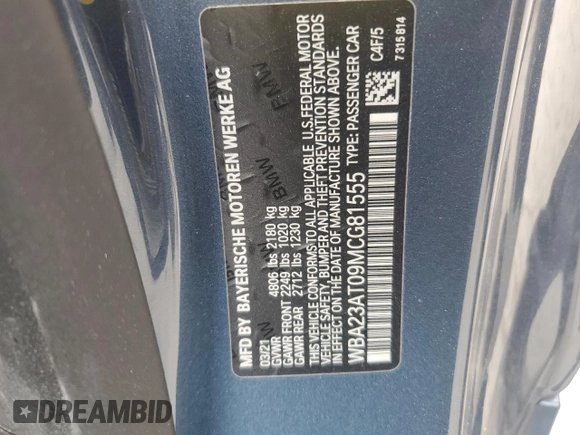 MFD BY BAYERISCHE MOTOREN WERKE AG
03/21
GVWR 4806 lbs 2180 kg
GAWR FRONT 2249 lbs 1020 kg
GAWR REAR 2712 lbs 1230 kg
THIS VEHICLE CONFORMS TO ALL APPLICABLE U.S.FEDERAL MOTOR
VEHICLE SAFETY, BUMPER AND THEFT PREVENTION STANDARDS
IN EFFECT ON THE DATE OF MANUFACTURE SHOWN ABOVE.
WBA23AT09MCG81555 TYPE: PASSENGER CAR
C4F/5
7315814
BMW
BMW
DREAMBID